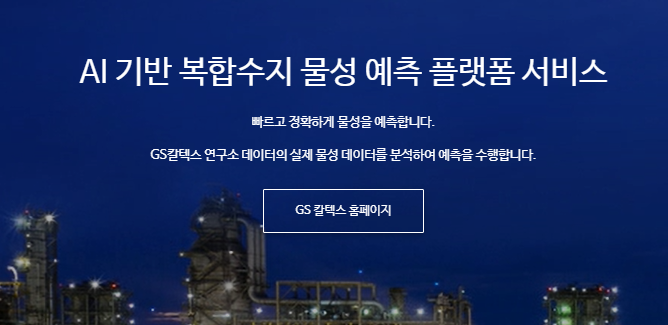 AI 기반 복합수지 물성 예측 플랫폼 서비스
빠르고 정확하게 물성을 예측합니다.
GS칼텍스 연구소 데이터의 실제 물성 데이터를 분석하여 예측을 수행합니다.
GS 칼텍스 홈페이지